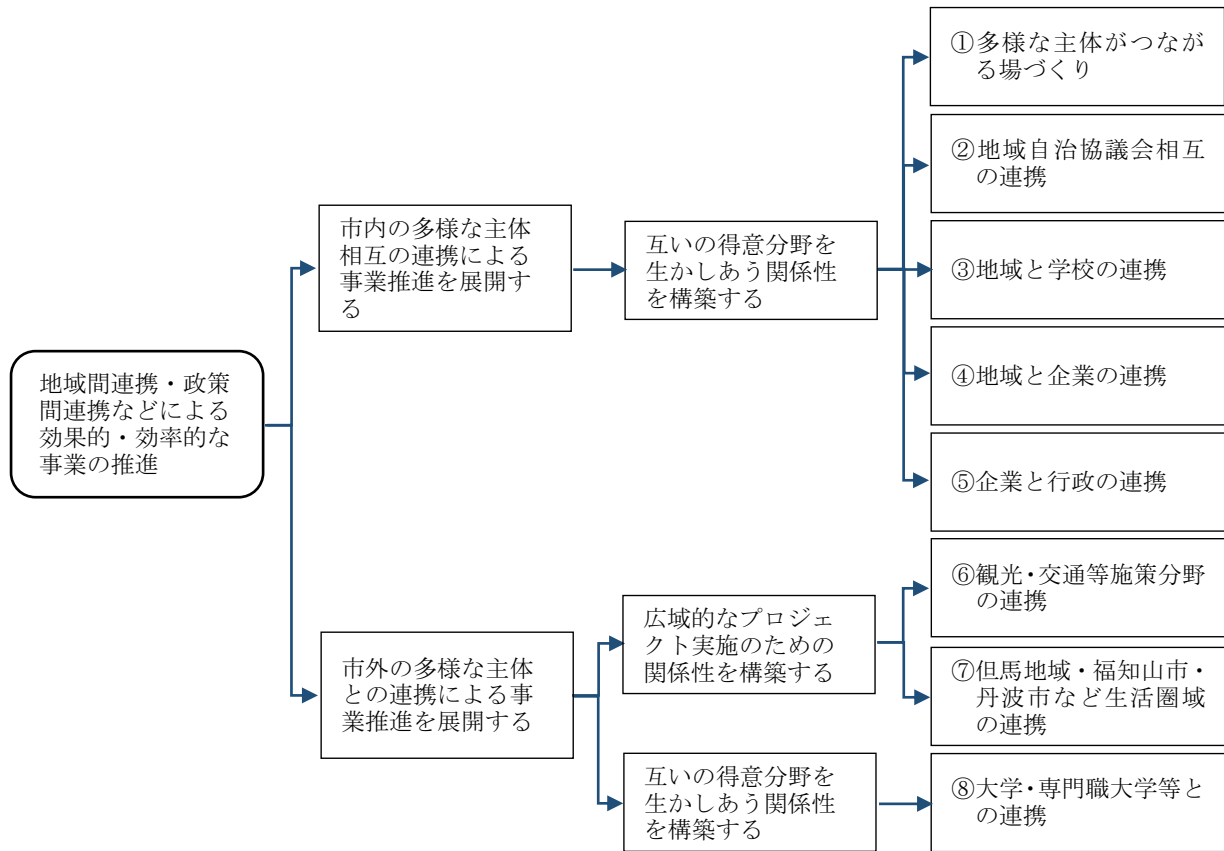 地域間連携・政策
間連携などによる
効果的・効率的な
事業の推進
市内の多様な主体
相互の連携による
事業推進を展開す
る
互いの得意分野を
生かしあう関係性
を構築する
①多様な主体がつなが
る場づくり
②地域自治協議会相互
の連携
③地域と学校の連携
④地域と企業の連携
⑤企業と行政の連携
市外の多様な主体
との連携による事
業推進を展開する
広域的なプロジェ
クト実施のための
関係性を構築する
⑥観光・交通等施策分野
の連携
⑦但馬地域・福知山市・
丹波市など生活圏域
の連携
互いの得意分野を
生かしあう関係性
を構築する
⑧大学・専門職大学等と
の連携